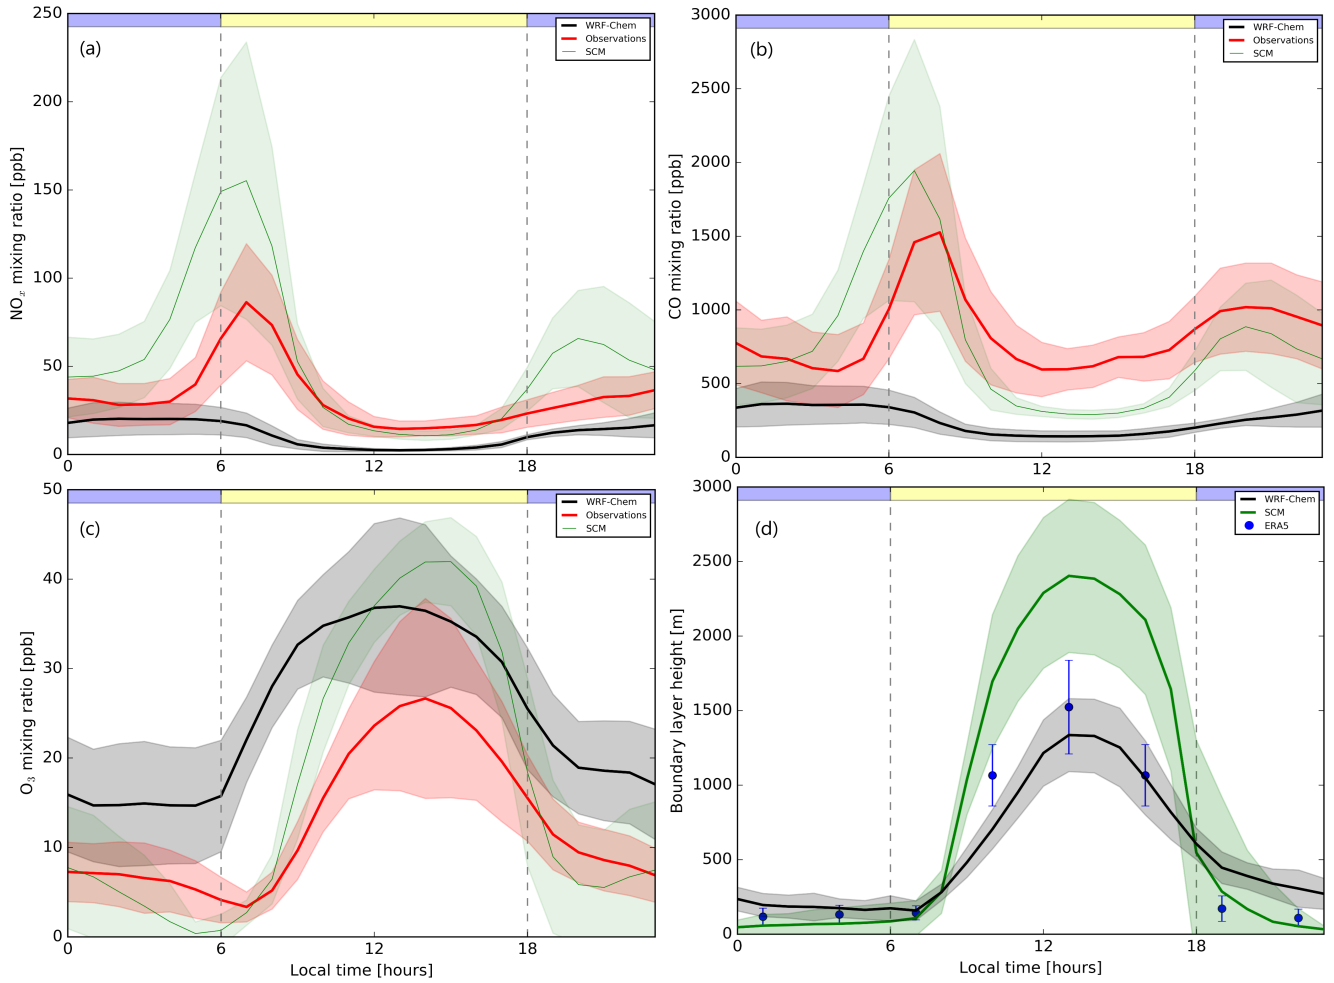 250
200
150
100
50
0
0
6
12
18
NOₓ mixing ratio [ppb]
(a)
WRF-Chem
Observations
SCM
3000
2500
2000
1500
1000
500
0
0
6
12
18
CO mixing ratio [ppb]
(b)
WRF-Chem
Observations
SCM
50
40
30
20
10
0
0
6
12
18
O₃ mixing ratio [ppb]
Local time [hours]
(c)
WRF-Chem
Observations
SCM
3000
2500
2000
1500
1000
500
0
0
6
12
18
Boundary layer height [m]
Local time [hours]
(d)
WRF-Chem
SCM
ERA5